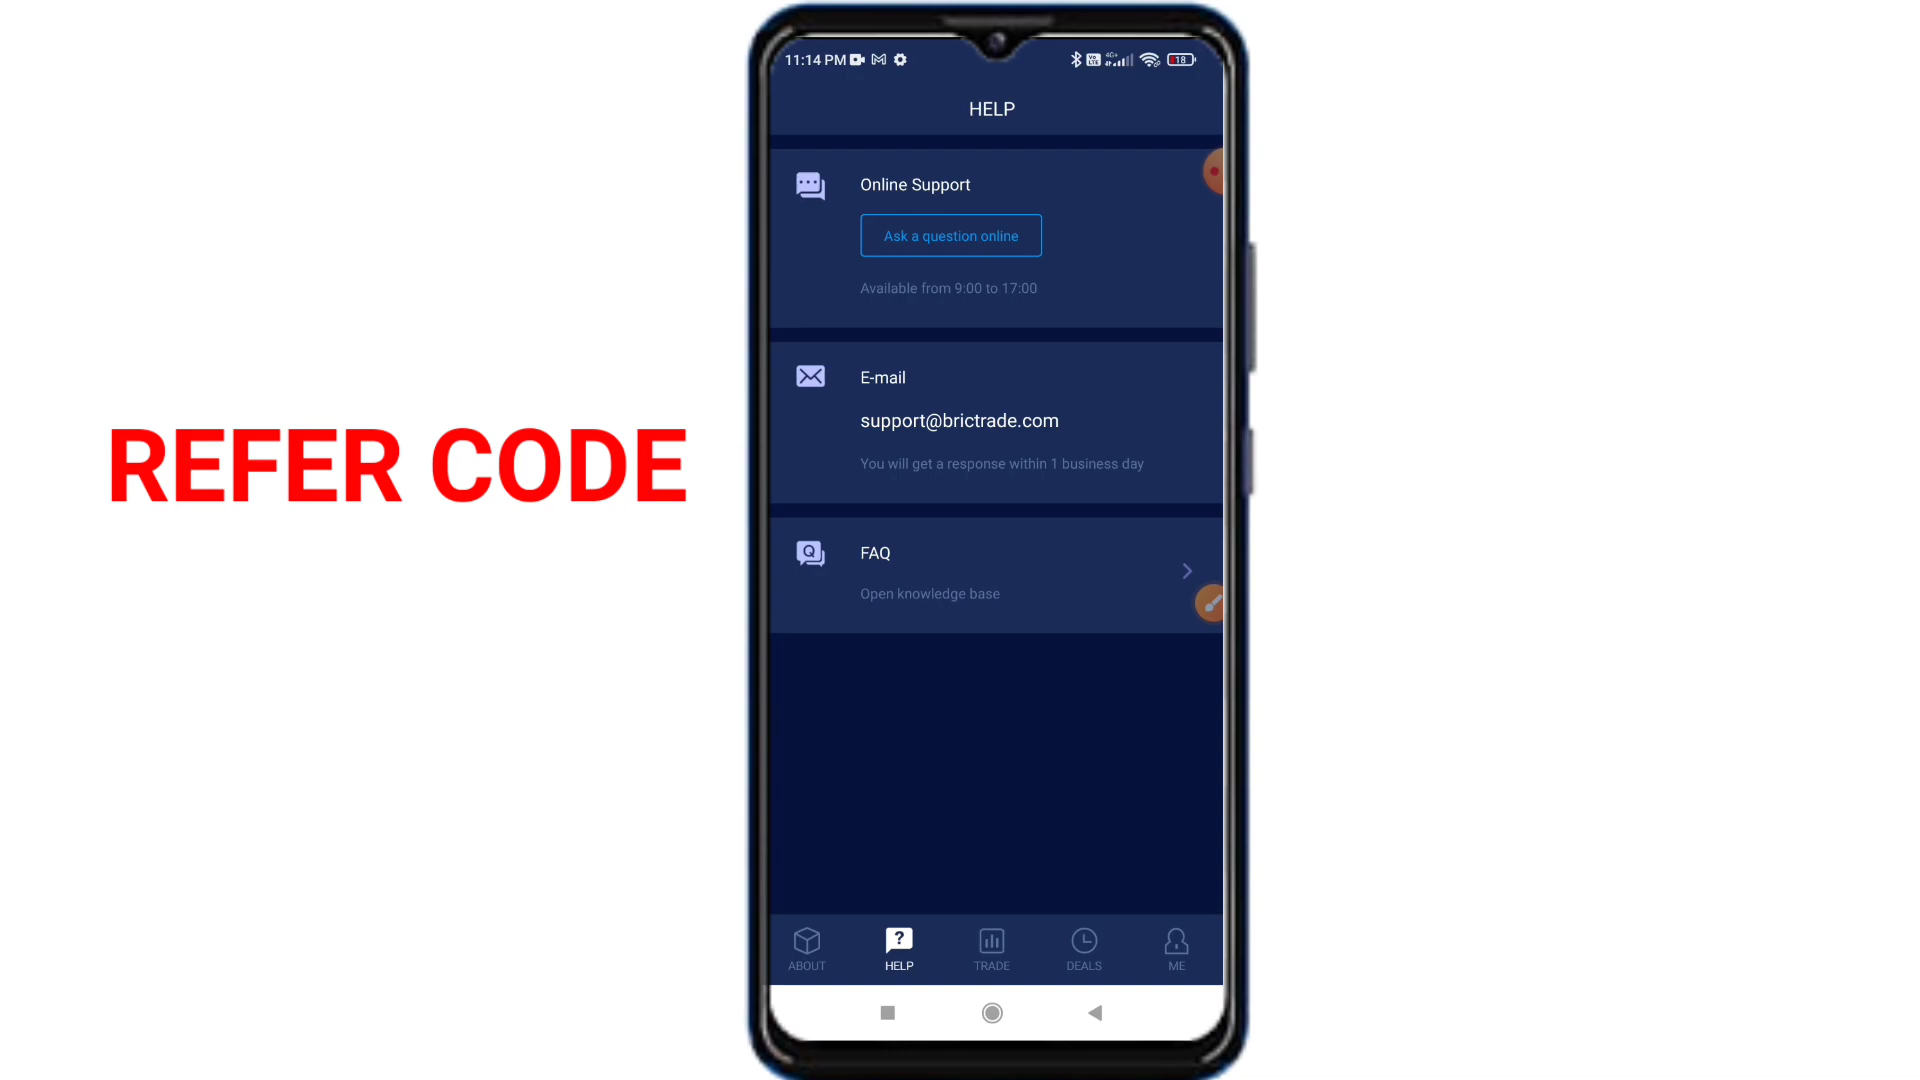 REFER CODE
11:14 PM
18
HELP
Online Support
Ask a question online
Available from 9:00 to 17:00
E-mail
support@brictrade.com
You will get a response within 1 business day
FAQ
Open knowledge base
ABOUT
HELP
TRADE
DEALS
ME